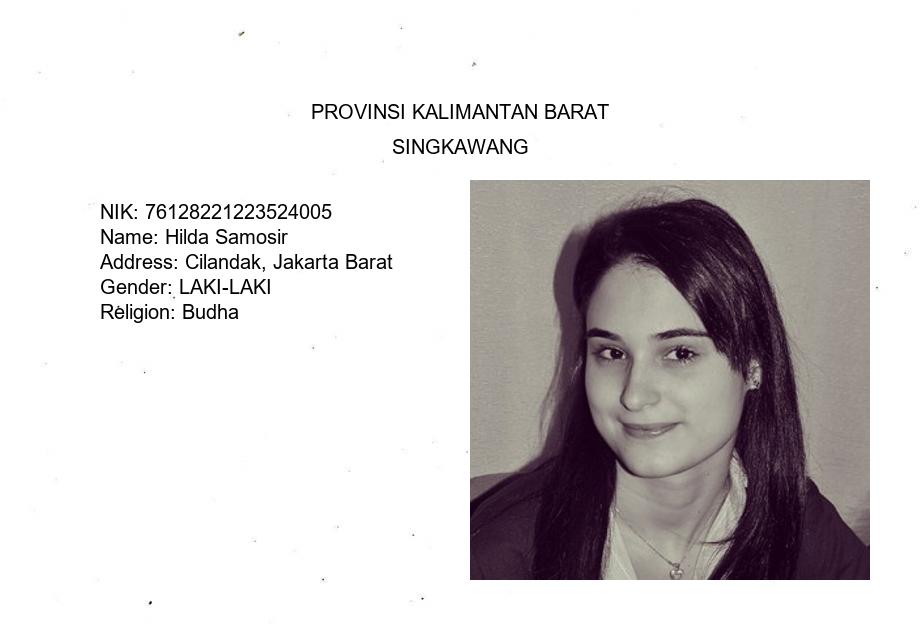 PROVINSI KALIMANTAN BARAT
SINGKAWANG
NIK: 76128221223524005
Name: Hilda Samosir
Address: Cilandak, Jakarta Barat
Gender: LAKI-LAKI
Religion: Budha